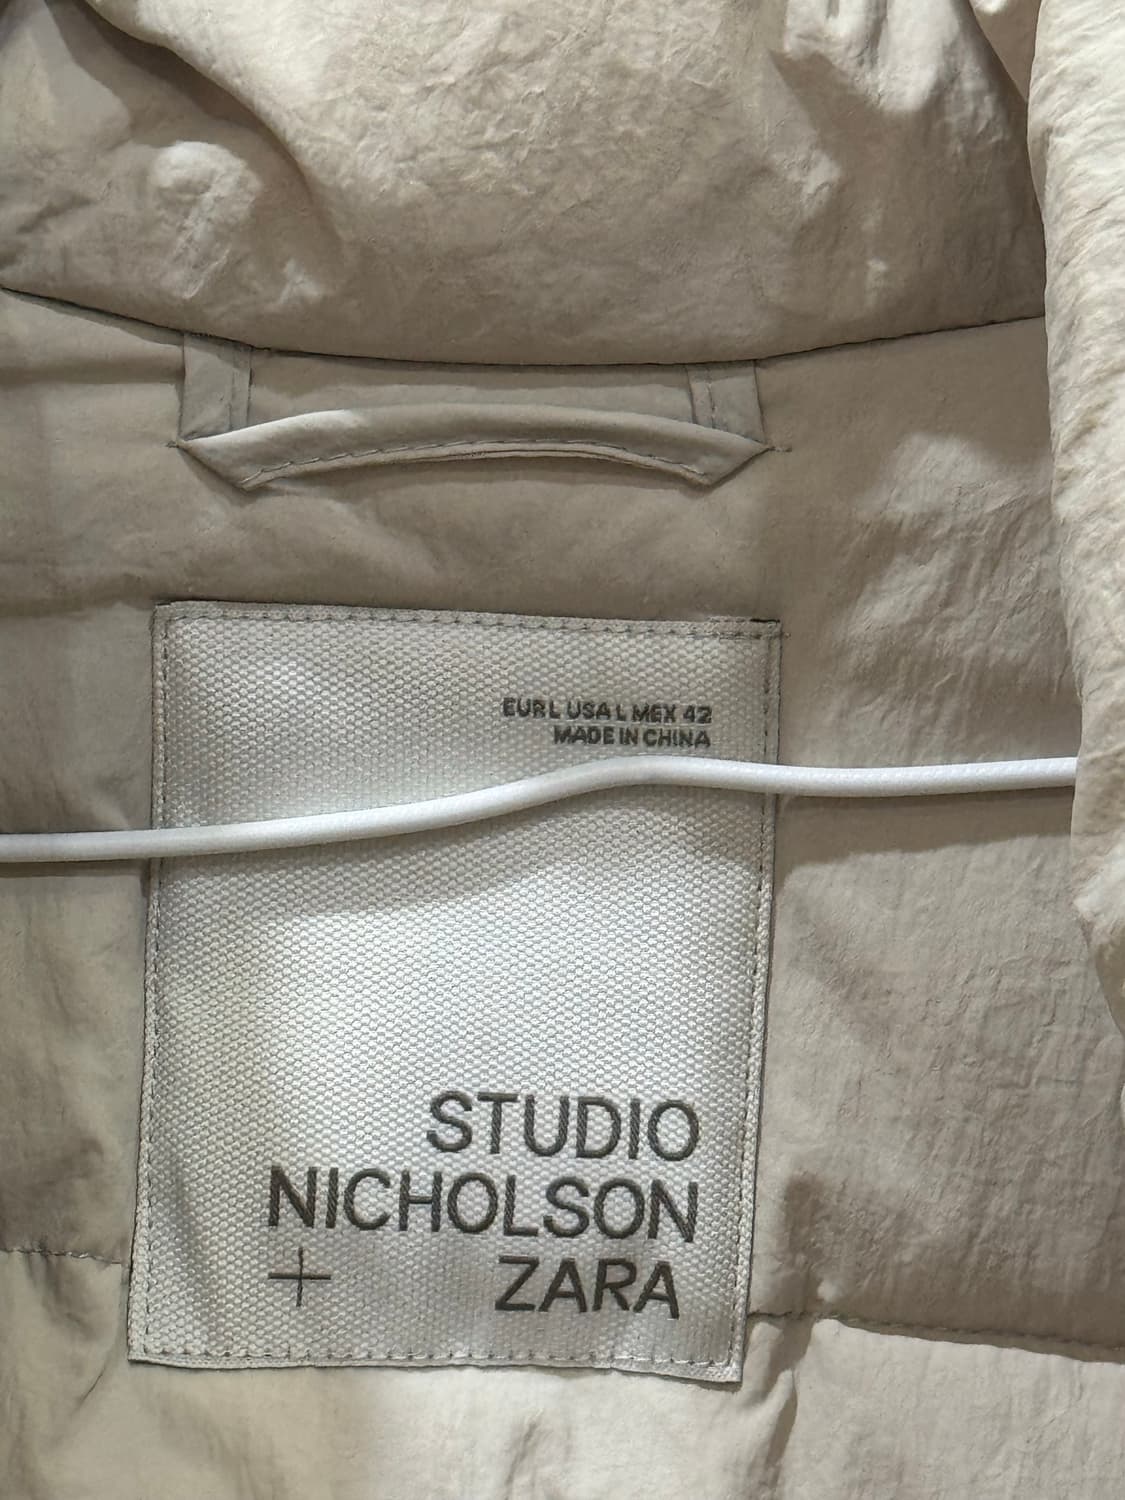 EUR L USA L MEX 42
MADE IN CHINA
STUDIO
NICHOLSON
+ ZARA